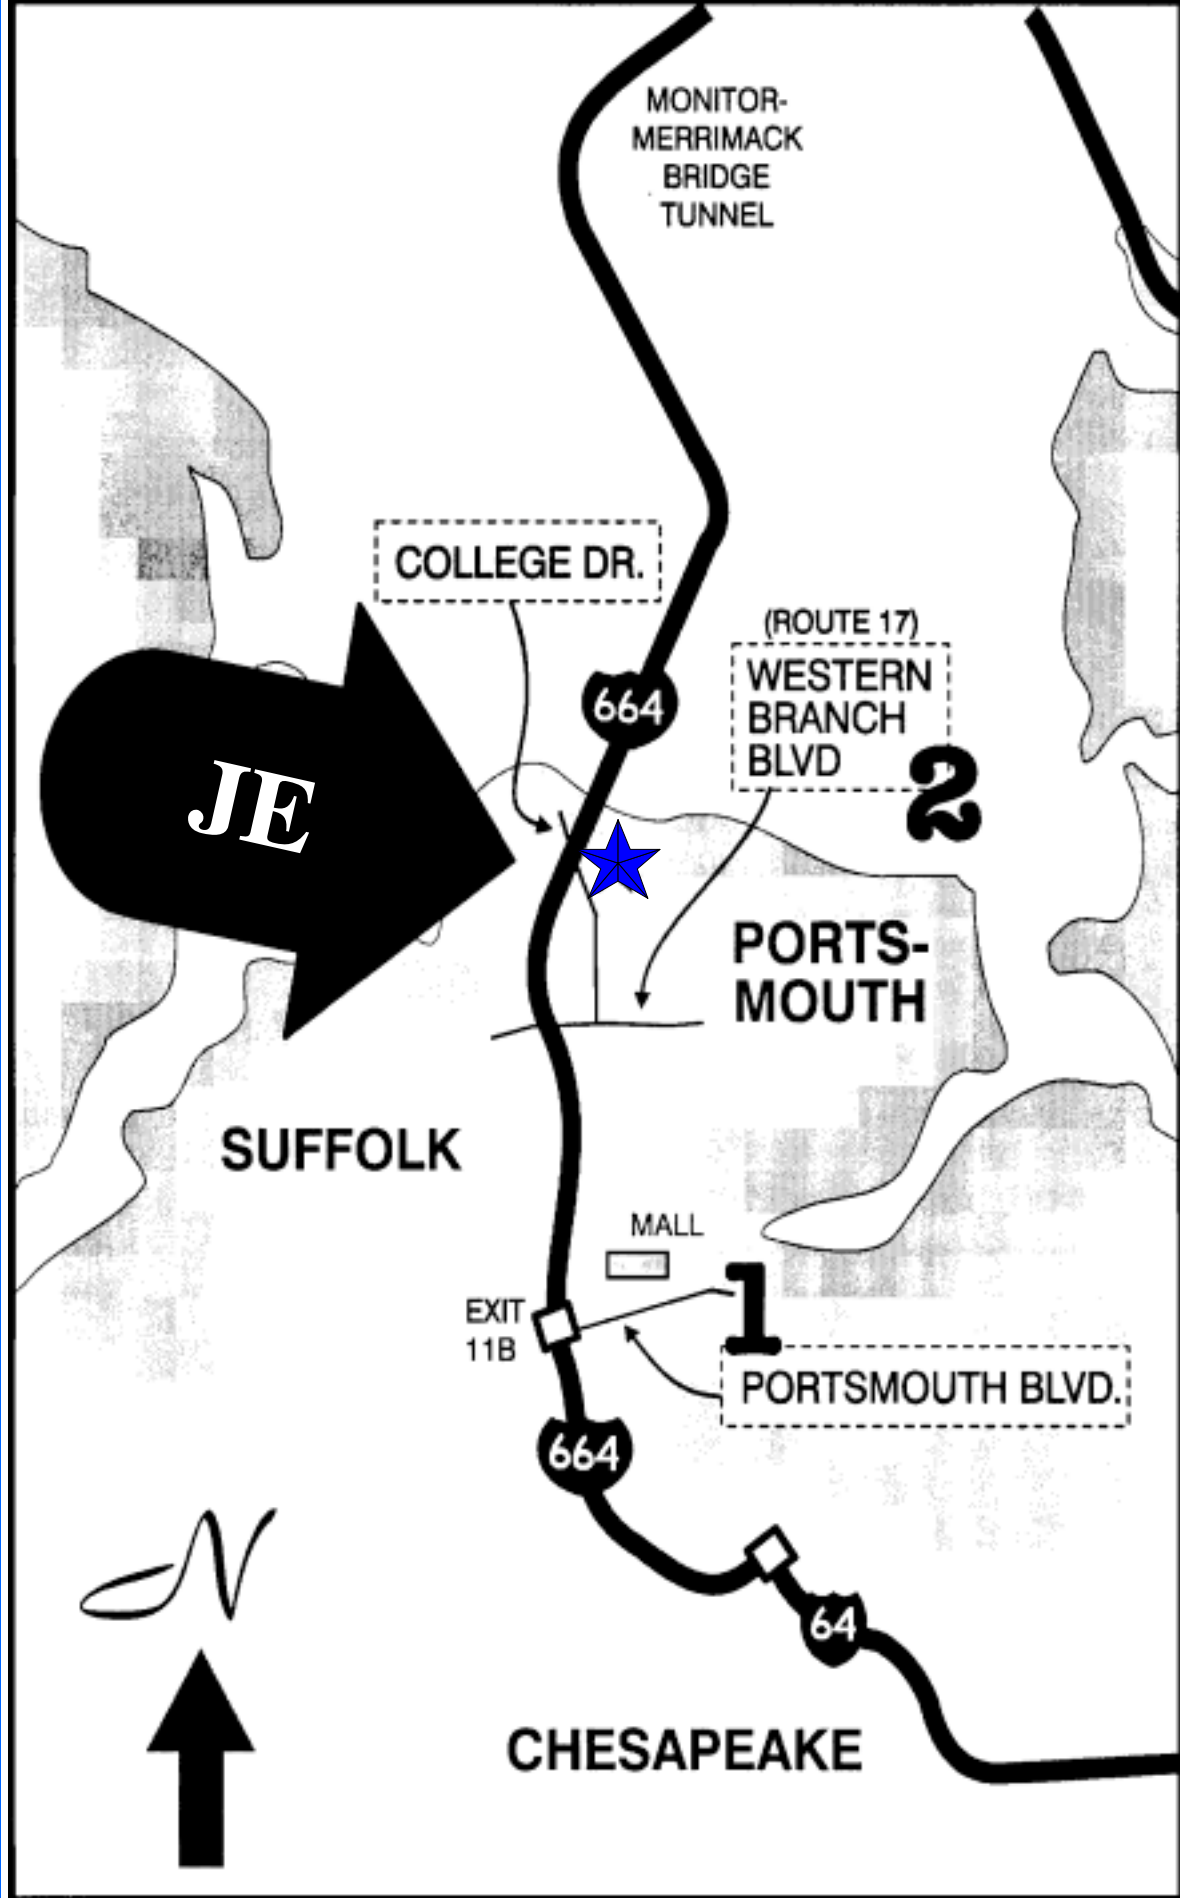 MONITOR-
MERRIMACK
BRIDGE
TUNNEL
COLLEGE DR.
(ROUTE 17)
WESTERN
BRANCH
BLVD
2
664
JE
PORTS-
MOUTH
SUFFOLK
MALL
1
EXIT
11B
PORTSMOUTH BLVD.
664
N
64
CHESAPEAKE